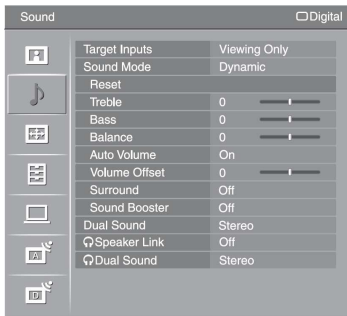 Sound Digital
Target Inputs Viewing Only
Sound Mode Dynamic
Reset
Treble 0
Bass 0
Balance 0
Auto Volume On
Volume Offset 0
Surround Off
Sound Booster Off
Dual Sound Stereo
Speaker Link Off
Dual Sound Stereo
A
D